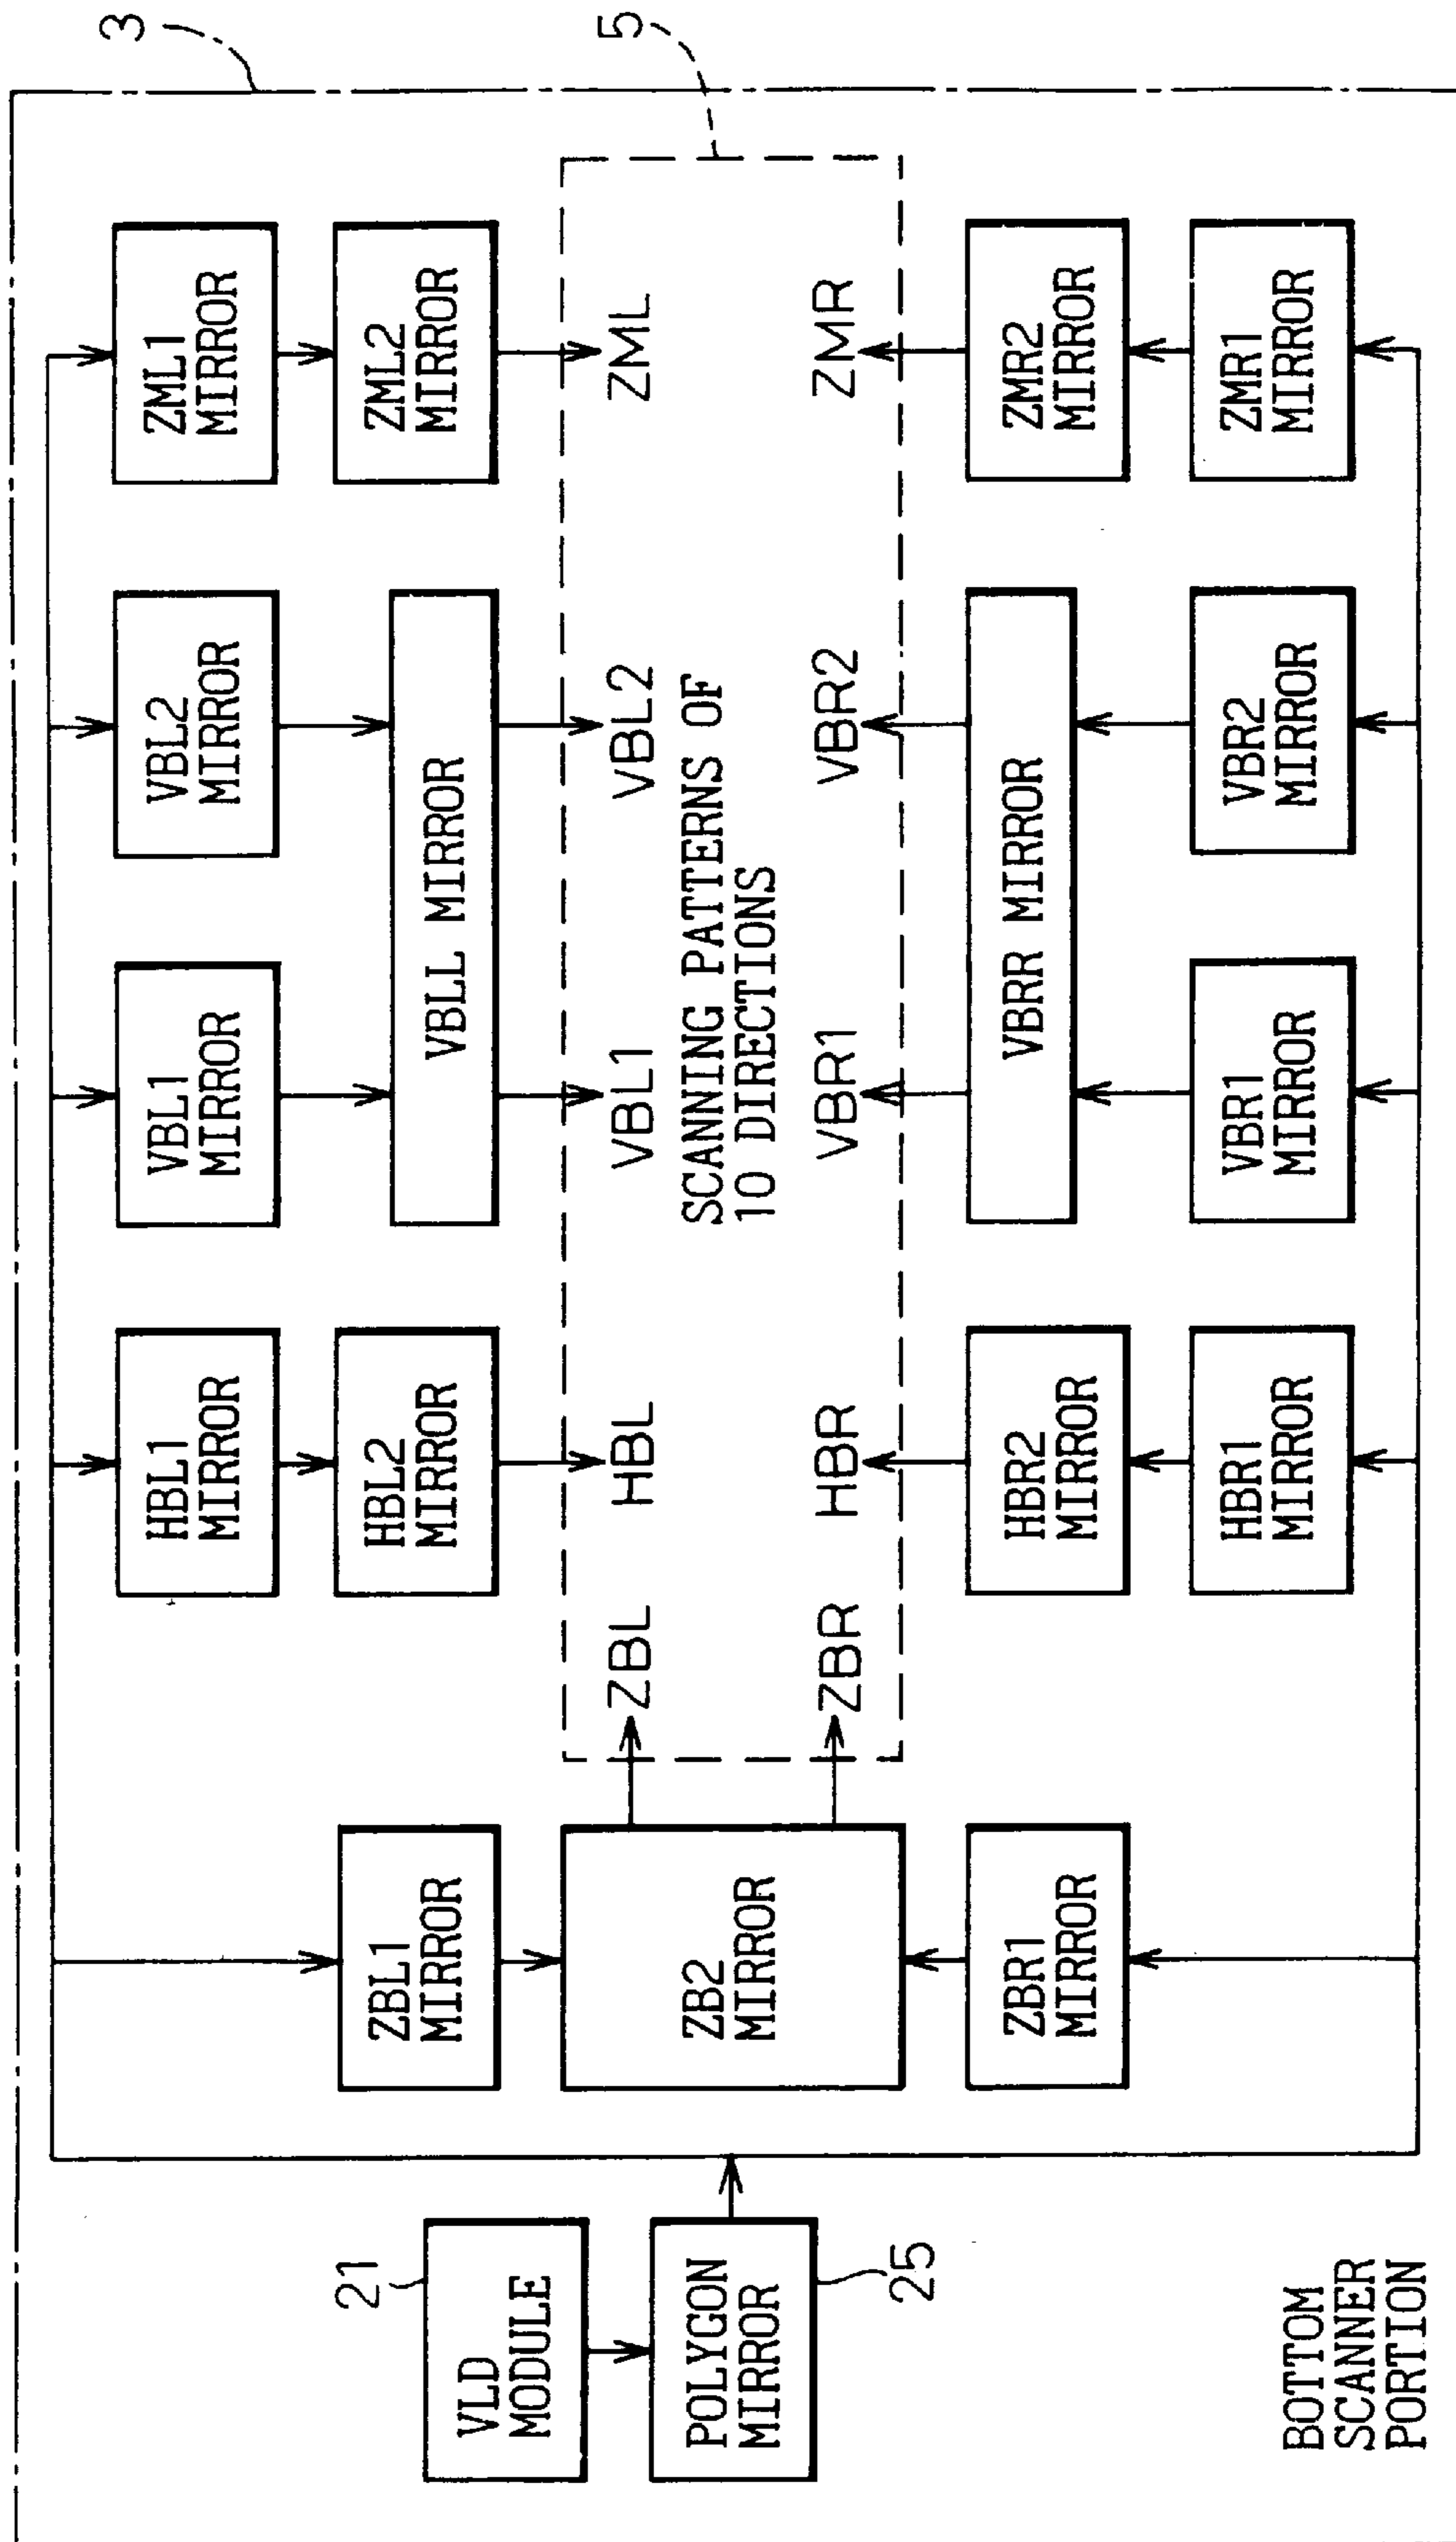 3
5
ZML1
MIRROR
ZML2
MIRROR
ZML
ZMR
ZMR2
MIRROR
ZMR1
MIRROR
VBL2
MIRROR
VBL1
MIRROR
VBLL MIRROR
VBL2
VBL1
SCANNING PATTERNS OF
10 DIRECTIONS
VBR2
VBR1
VBRR MIRROR
VBR2
MIRROR
VBR1
MIRROR
HBL1
MIRROR
HBL2
MIRROR
HBL
HBR
HBR2
MIRROR
HBR1
MIRROR
ZBL
ZBR
ZBL1
MIRROR
ZB2
MIRROR
ZBR1
MIRROR
21
VLD
MODULE
POLYGON
MIRROR
25
BOTTOM
SCANNER
PORTION